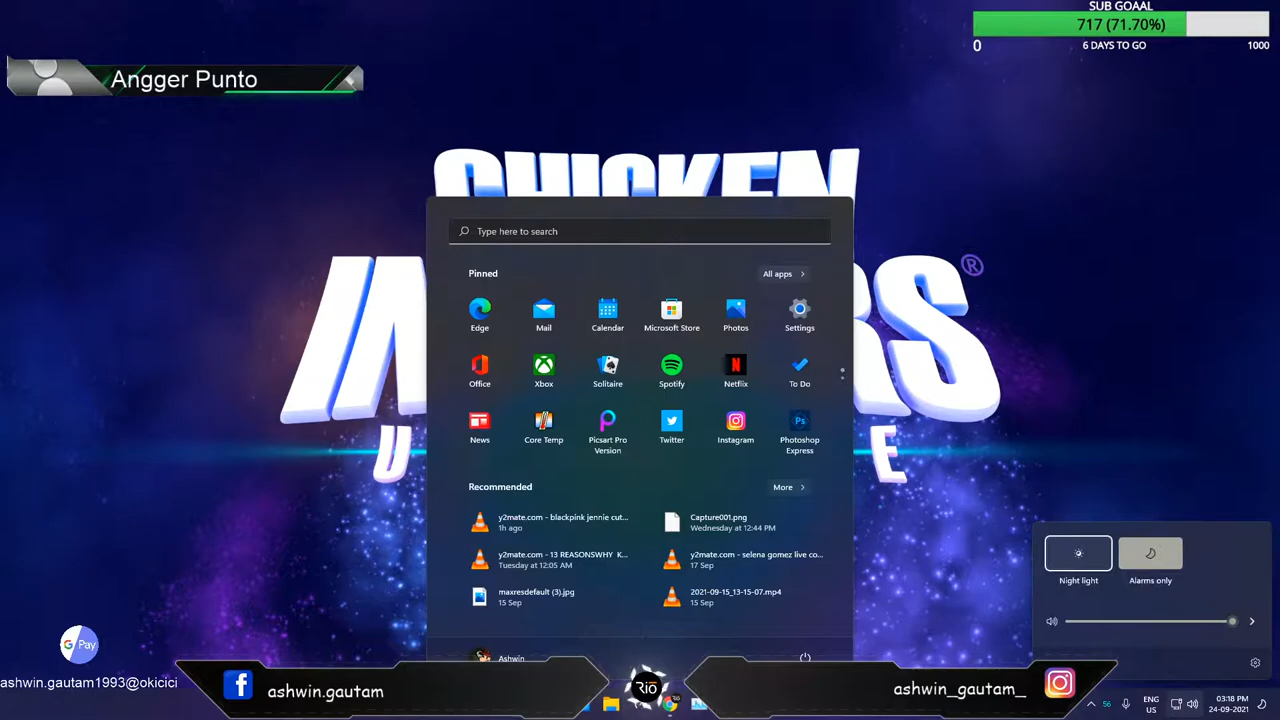 SUB GOAAL
717 (71.70%)
0 6 DAYS TO GO 1000
Angger Punto
CHICKEN
®
Type here to search
Pinned
All apps
Edge Mail Calendar Microsoft Store Photos Settings
Office Xbox Solitaire Spotify Netflix To Do
News Core Temp Picsart Pro Version Twitter Instagram Photoshop Express
Recommended
More
y2mate.com - blackpink jennie cut...
1h ago
Capture001.png
Wednesday at 12:44 PM
y2mate.com - 13 REASONSWHY K...
Tuesday at 12:05 AM
y2mate.com - selena gomez live co...
17 Sep
maxresdefault (3).jpg
15 Sep
2021-09-15_13-15-07.mp4
15 Sep
Night light
Alarms only
Ashwin
G Pay
ashwin.gautam1993@okicici
ashwin.gautam
Rio
ashwin_gautam_
56
ENG
US
03:18 PM
24-09-2021